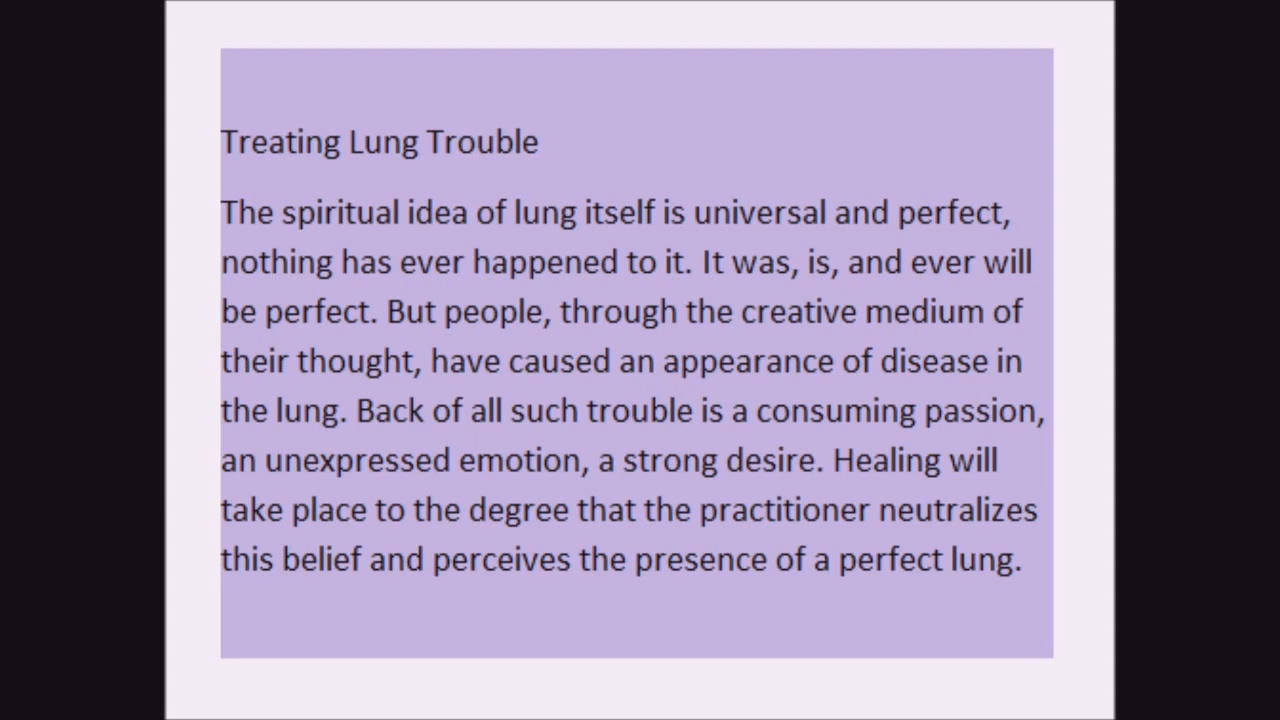 Treating Lung Trouble
The spiritual idea of lung itself is universal and perfect,
nothing has ever happened to it. It was, is, and ever will
be perfect. But people, through the creative medium of
their thought, have caused an appearance of disease in
the lung. Back of all such trouble is a consuming passion,
an unexpressed emotion, a strong desire. Healing will
take place to the degree that the practitioner neutralizes
this belief and perceives the presence of a perfect lung.